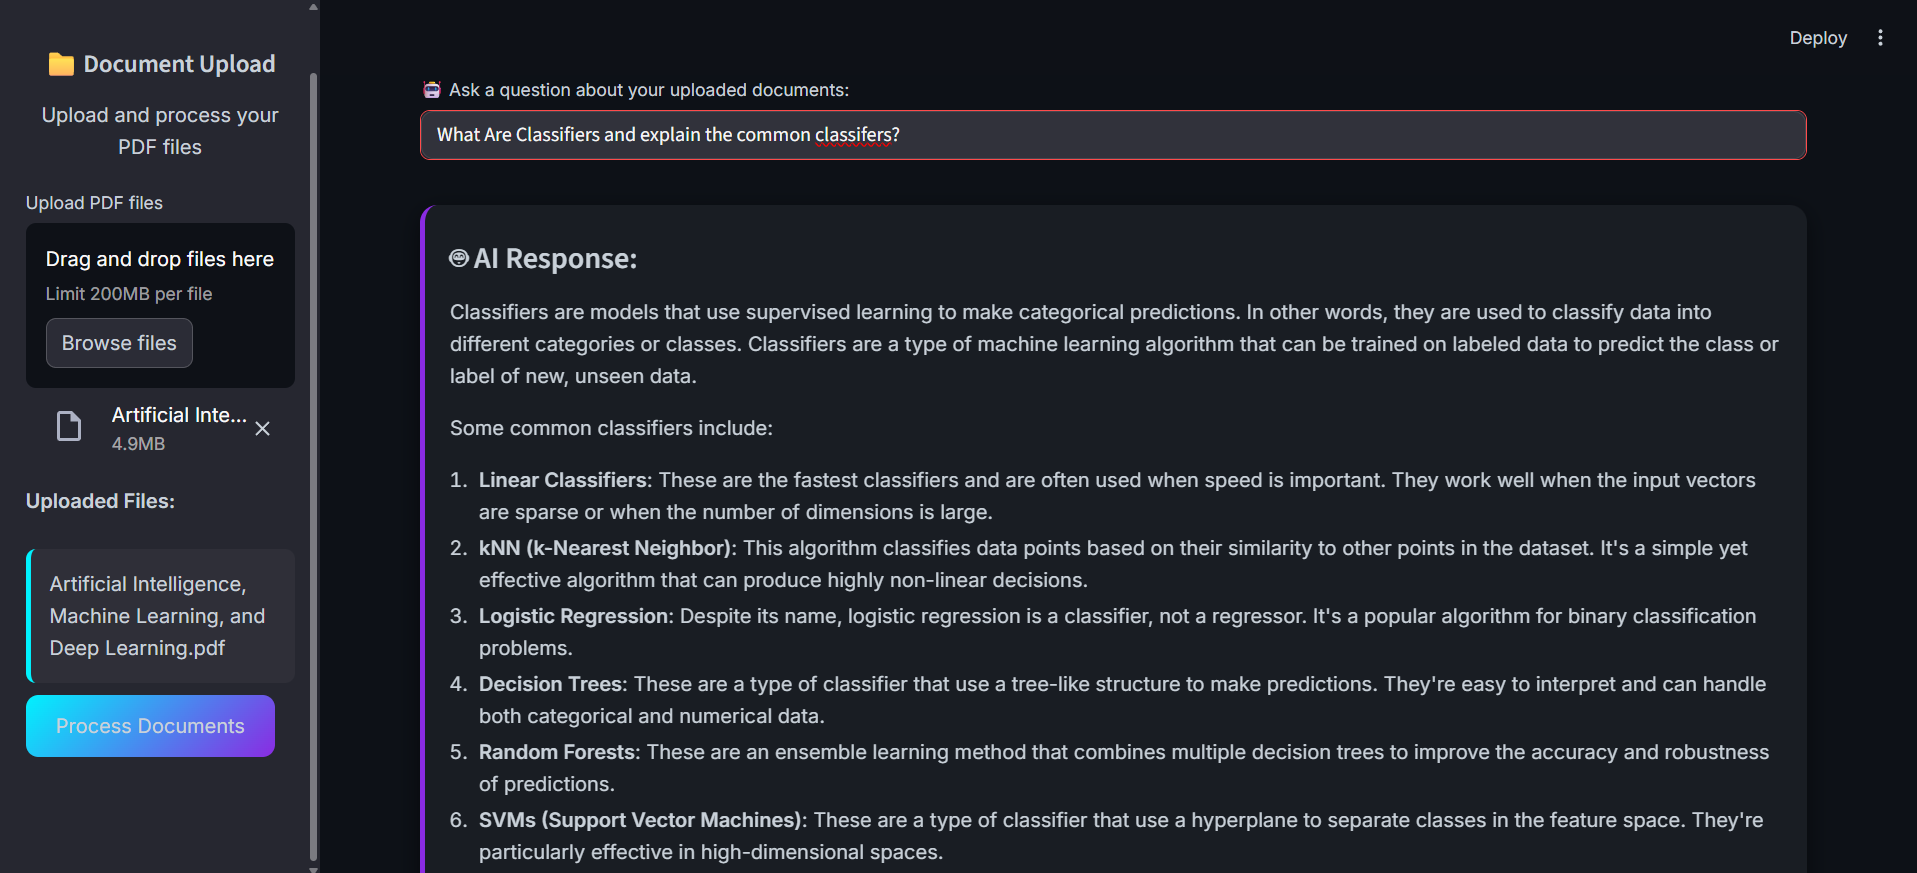 Document Upload
Upload and process your
PDF files
Upload PDF files
Drag and drop files here
Limit 200MB per file
Browse files
Artificial Inte...
4.9MB
Uploaded Files:
Artificial Intelligence,
Machine Learning, and
Deep Learning.pdf
Process Documents
Deploy
Ask a question about your uploaded documents:
What Are Classifiers and explain the common classifers?
AI Response:
Classifiers are models that use supervised learning to make categorical predictions. In other words, they are used to classify data into
different categories or classes. Classifiers are a type of machine learning algorithm that can be trained on labeled data to predict the class or
label of new, unseen data.
Some common classifiers include:
1. Linear Classifiers: These are the fastest classifiers and are often used when speed is important. They work well when the input vectors
are sparse or when the number of dimensions is large.
2. kNN (k-Nearest Neighbor): This algorithm classifies data points based on their similarity to other points in the dataset. It's a simple yet
effective algorithm that can produce highly non-linear decisions.
3. Logistic Regression: Despite its name, logistic regression is a classifier, not a regressor. It's a popular algorithm for binary classification
problems.
4. Decision Trees: These are a type of classifier that use a tree-like structure to make predictions. They're easy to interpret and can handle
both categorical and numerical data.
5. Random Forests: These are an ensemble learning method that combines multiple decision trees to improve the accuracy and robustness
of predictions.
6. SVMs (Support Vector Machines): These are a type of classifier that use a hyperplane to separate classes in the feature space. They're
particularly effective in high-dimensional spaces.